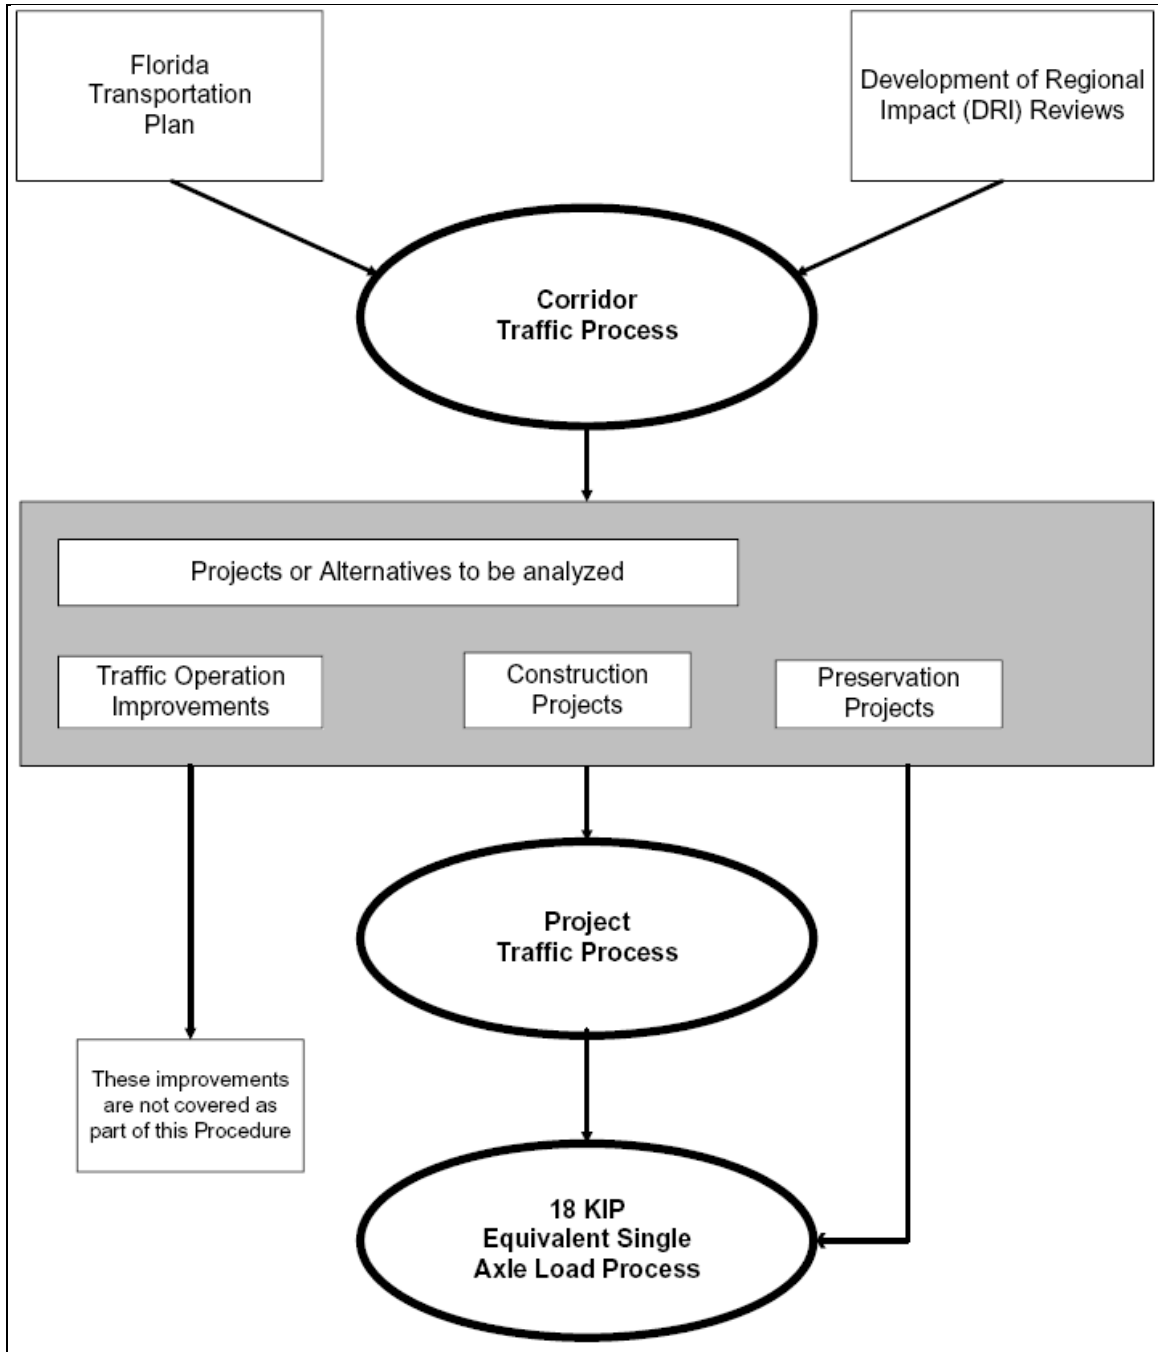 Florida
Transportation
Plan
Development of Regional
Impact (DRI) Reviews
Corridor
Traffic Process
Projects or Alternatives to be analyzed
Traffic Operation
Improvements
Construction
Projects
Preservation
Projects
Project
Traffic Process
These improvements
are not covered as
part of this Procedure
18 KIP
Equivalent Single
Axle Load Process